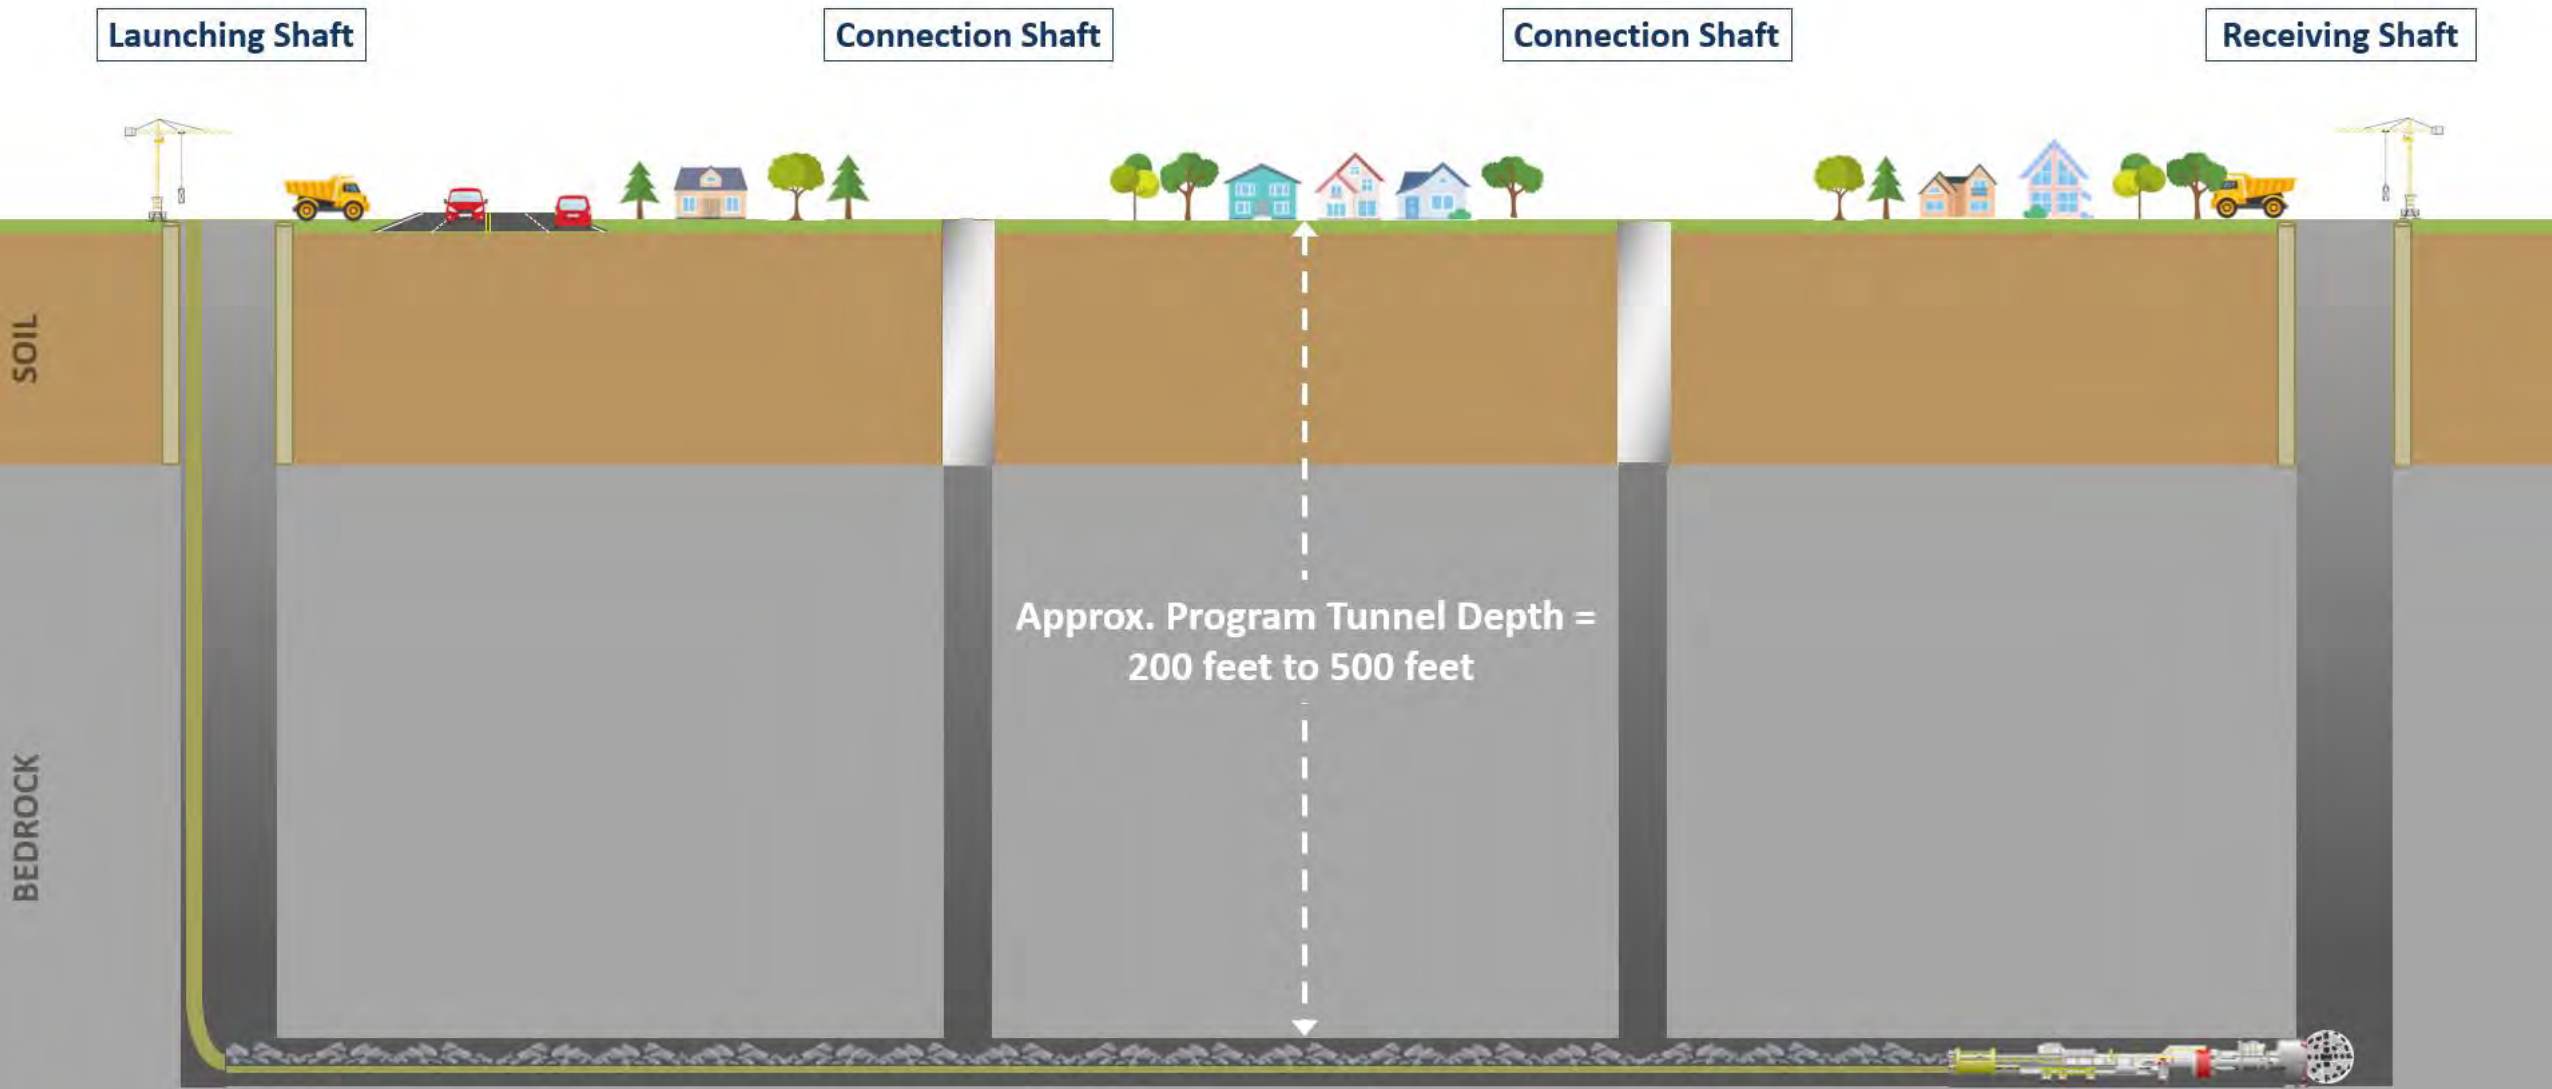 Launching Shaft
Connection Shaft
Connection Shaft
Receiving Shaft
SOIL
Approx. Program Tunnel Depth =
200 feet to 500 feet
BEDROCK